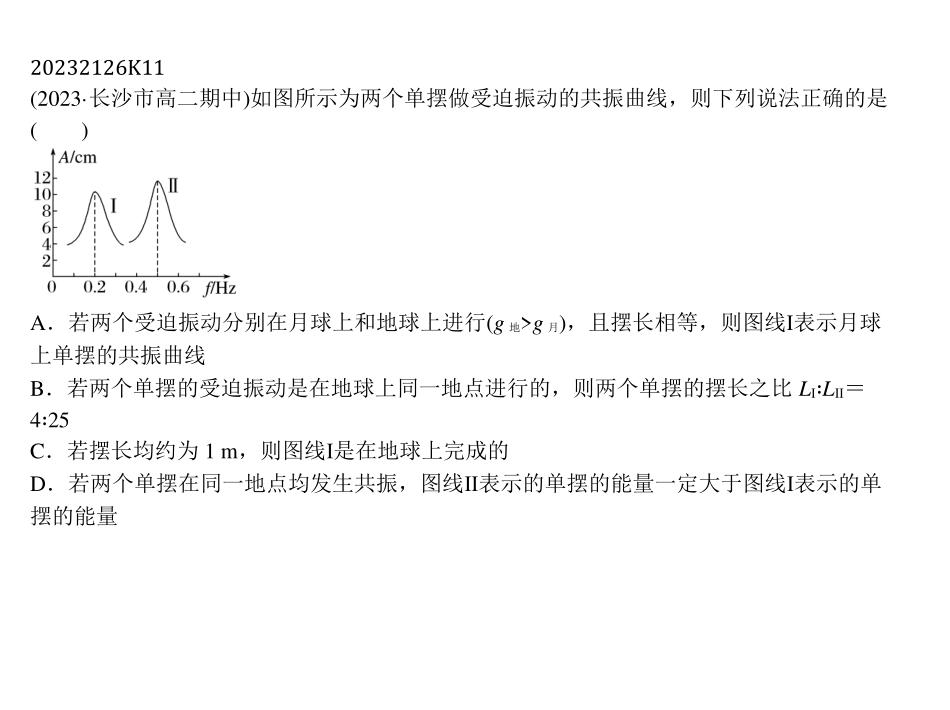 20232126K11
(2023·长沙市高二期中)如图所示为两个单摆做受迫振动的共振曲线，则下列说法正确的是
(　　)
A/cm
12
10
8
6
4
2
0
0.2
0.4
0.6
f/Hz
Ⅰ
Ⅱ
A．若两个受迫振动分别在月球上和地球上进行(g地>g月)，且摆长相等，则图线Ⅰ表示月球
上单摆的共振曲线
B．若两个单摆的受迫振动是在地球上同一地点进行的，则两个单摆的摆长之比 LⅠ∶LⅡ＝
4∶25
C．若摆长均约为 1 m，则图线Ⅰ是在地球上完成的
D．若两个单摆在同一地点均发生共振，图线Ⅱ表示的单摆的能量一定大于图线Ⅰ表示的单
摆的能量